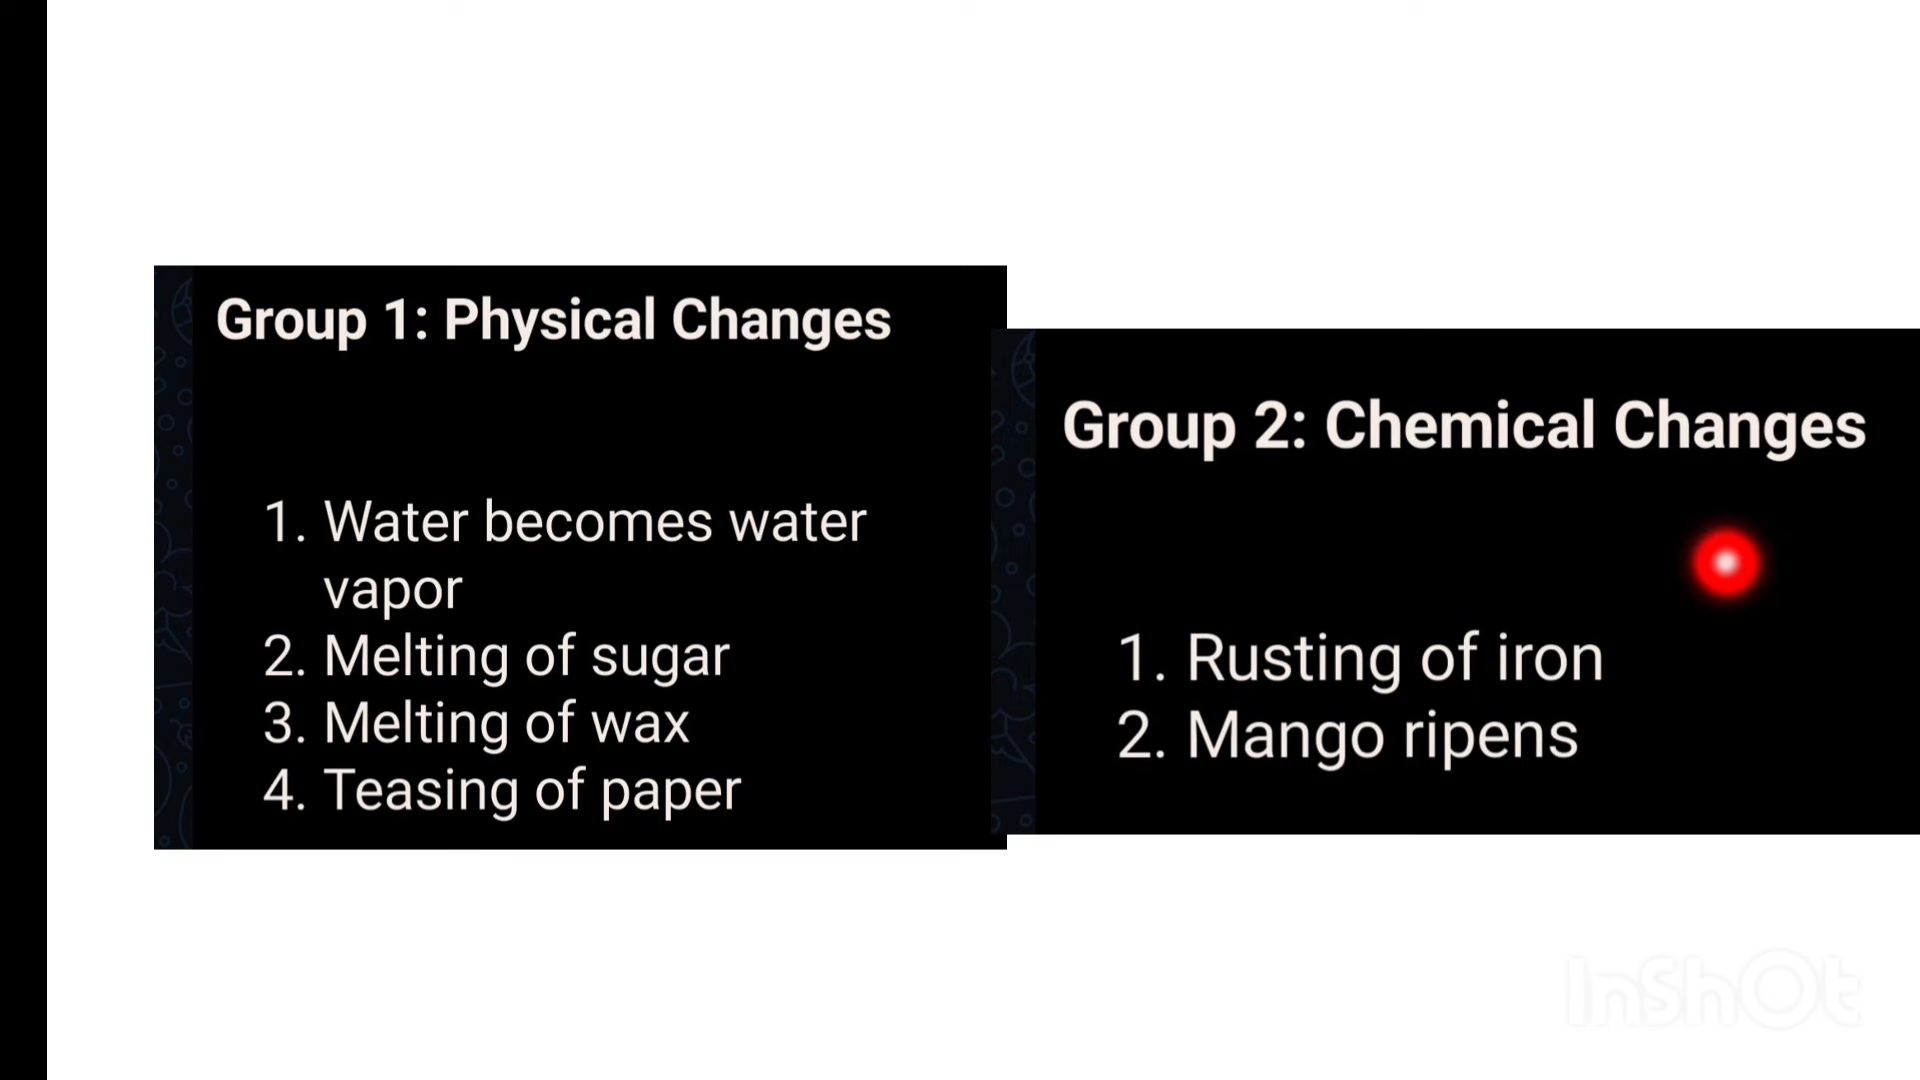 Group 1: Physical Changes
1. Water becomes water
vapor
2. Melting of sugar
3. Melting of wax
4. Teasing of paper
Group 2: Chemical Changes
1. Rusting of iron
2. Mango ripens
InShOt